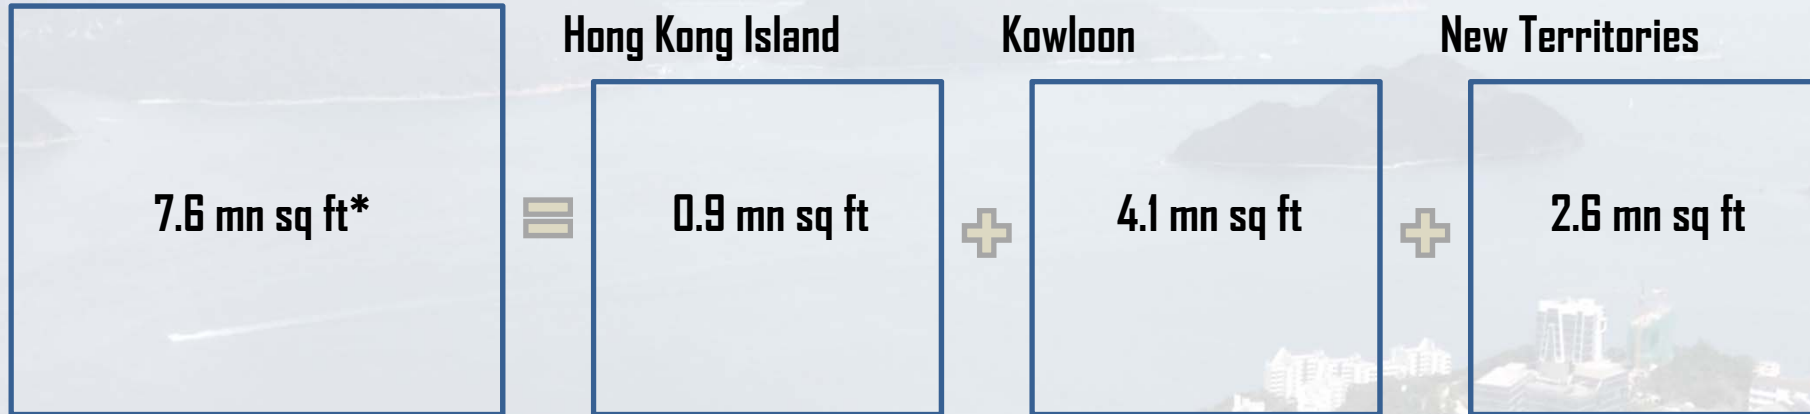 Hong Kong Island Kowloon New Territories
7.6 mn sq ft* = 0.9 mn sq ft + 4.1 mn sq ft + 2.6 mn sq ft